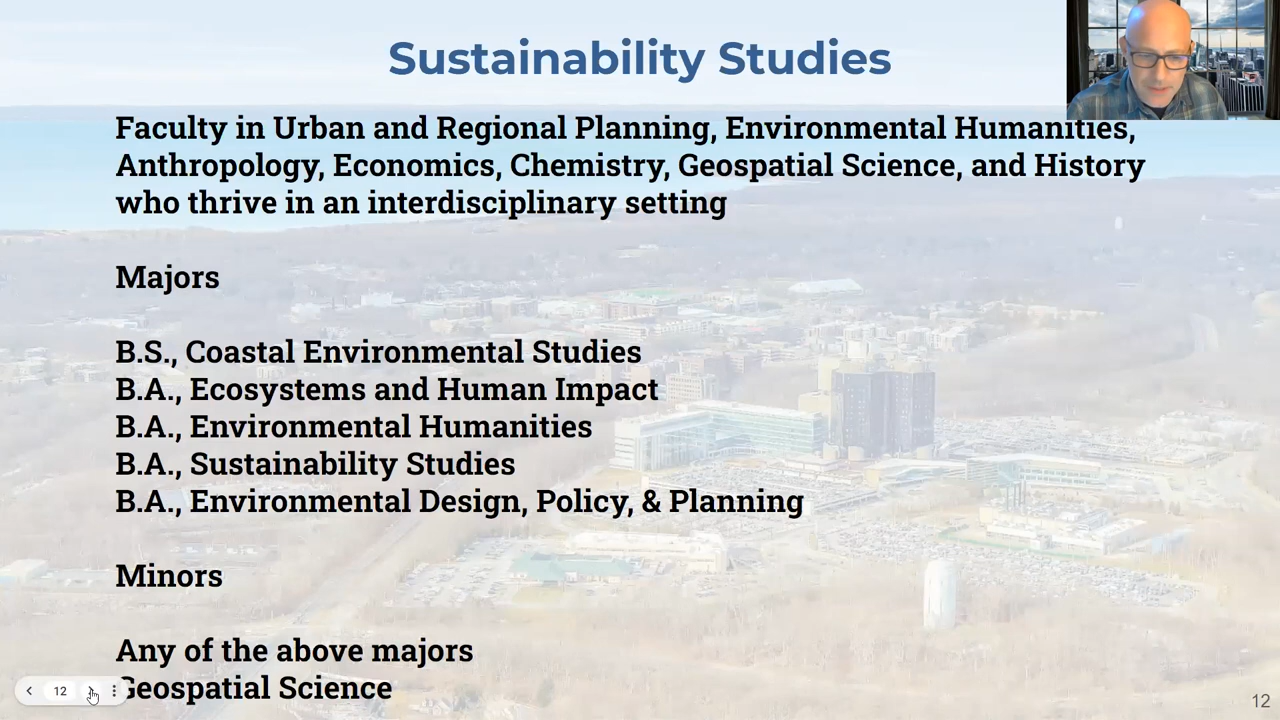 Sustainability Studies
Faculty in Urban and Regional Planning, Environmental Humanities,
Anthropology, Economics, Chemistry, Geospatial Science, and History
who thrive in an interdisciplinary setting
Majors
B.S., Coastal Environmental Studies
B.A., Ecosystems and Human Impact
B.A., Environmental Humanities
B.A., Sustainability Studies
B.A., Environmental Design, Policy, & Planning
Minors
Any of the above majors
Geospatial Science
12
12